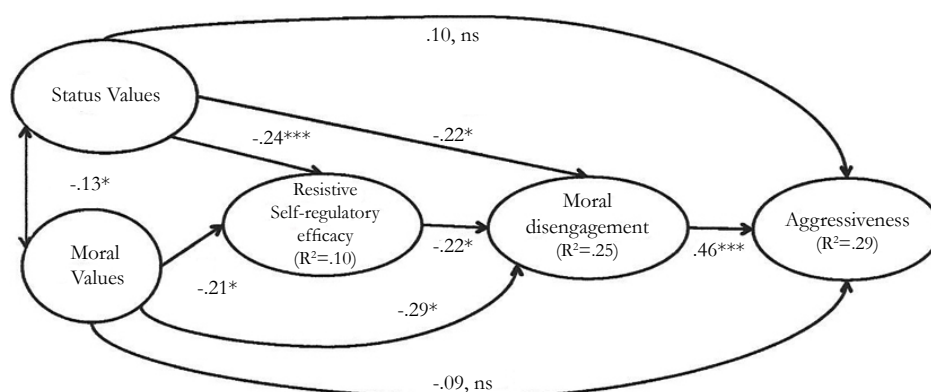 .10, ns
Status Values
-.24***
-.22*
-.13*
Resistive
Self-regulatory
efficacy
(R²=.10)
Moral
disengagement
(R²=.25)
Aggressiveness
(R²=.29)
Moral
Values
-.22*
.46***
-.21*
-.29*
-.09, ns